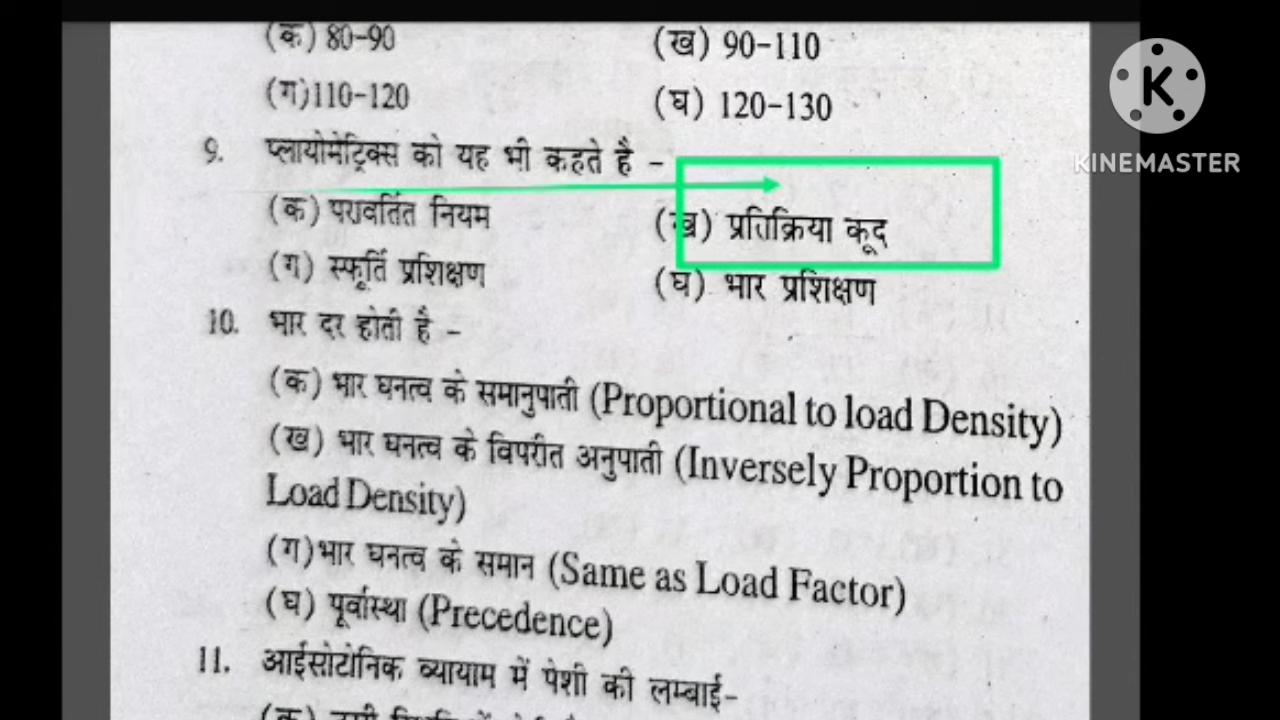 (क) 80-90 (ख) 90-110
(ग)110-120 (घ) 120-130
KINEMASTER
9. प्लायोमेट्रिक्स को यह भी कहते है -
(क) परावर्तित नियम (ख) प्रतिक्रिया कूद
(ग) स्फूर्ति प्रशिक्षण (घ) भार प्रशिक्षण
10. भार दर होती है -
(क) भार घनत्व के समानुपाती (Proportional to load Density)
(ख) भार घनत्व के विपरीत अनुपाती (Inversely Proportion to
Load Density)
(ग)भार घनत्व के समान (Same as Load Factor)
(घ) पूर्वास्था (Precedence)
11. आईसोटोनिक व्यायाम में पेशी की लम्बाई-
(क)